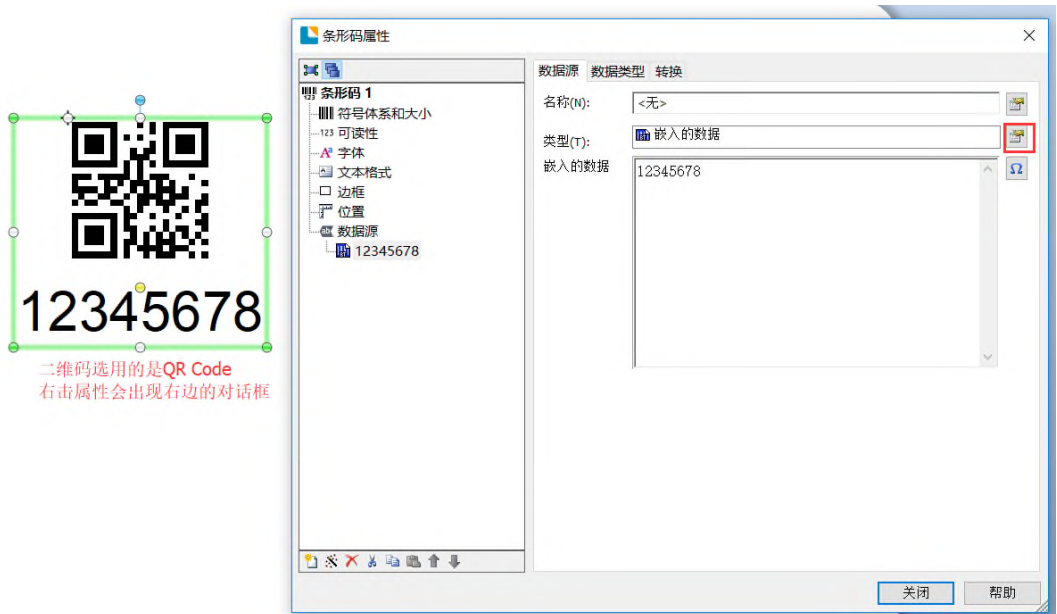 12345678
二维码选用的是QR Code
右击属性会出现右边的对话框
条形码属性
条形码 1
符号体系和大小
123 可读性
字体
文本格式
边框
位置
数据源
12345678
数据源 数据类型 转换
名称(N): <无>
类型(T): 嵌入的数据
嵌入的数据 12345678
Ω
关闭 帮助